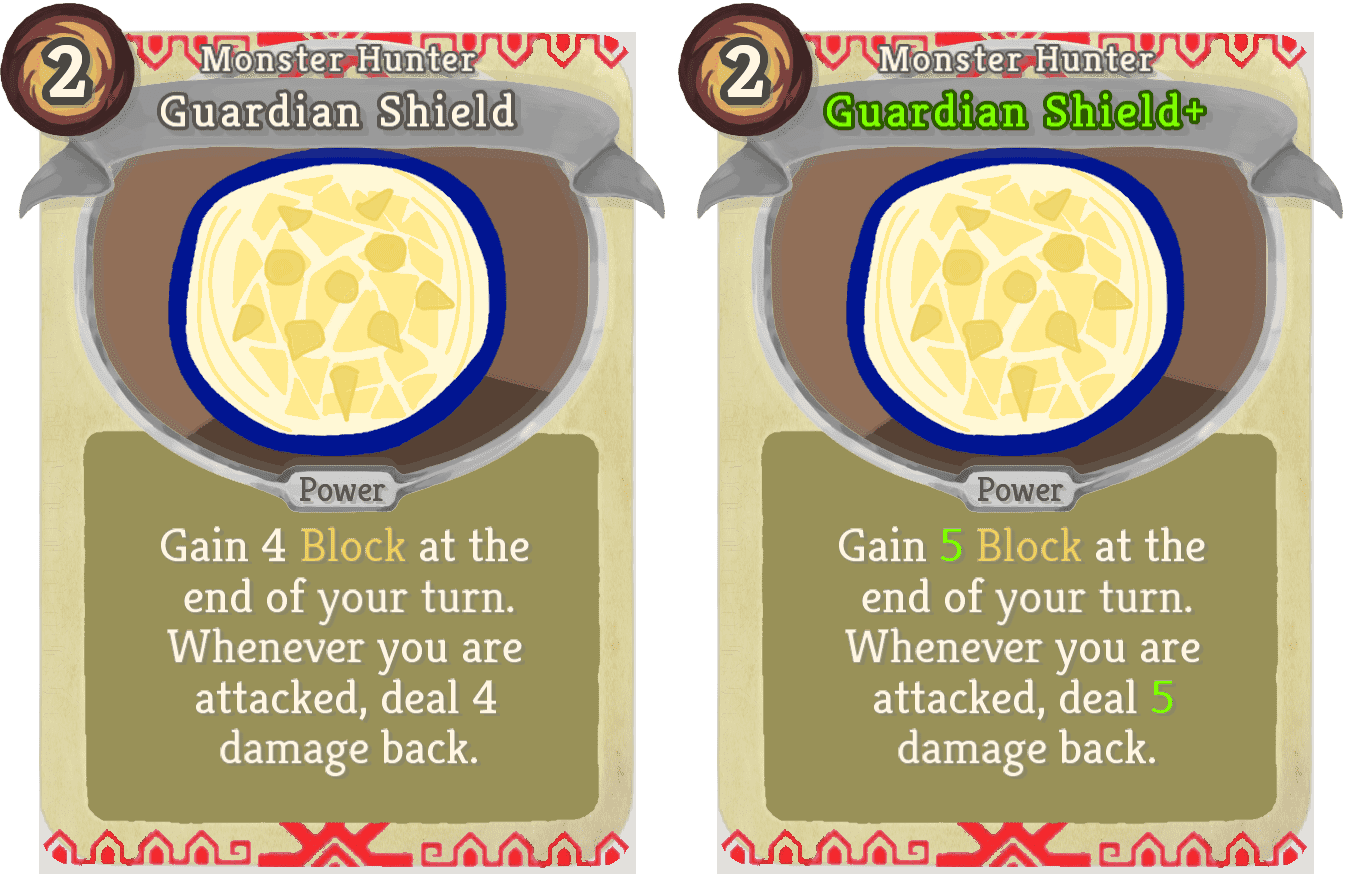 2
Monster Hunter
Guardian Shield
Power
Gain 4 Block at the
end of your turn.
Whenever you are
attacked, deal 4
damage back.
2
Monster Hunter
Guardian Shield+
Power
Gain 5 Block at the
end of your turn.
Whenever you are
attacked, deal 5
damage back.